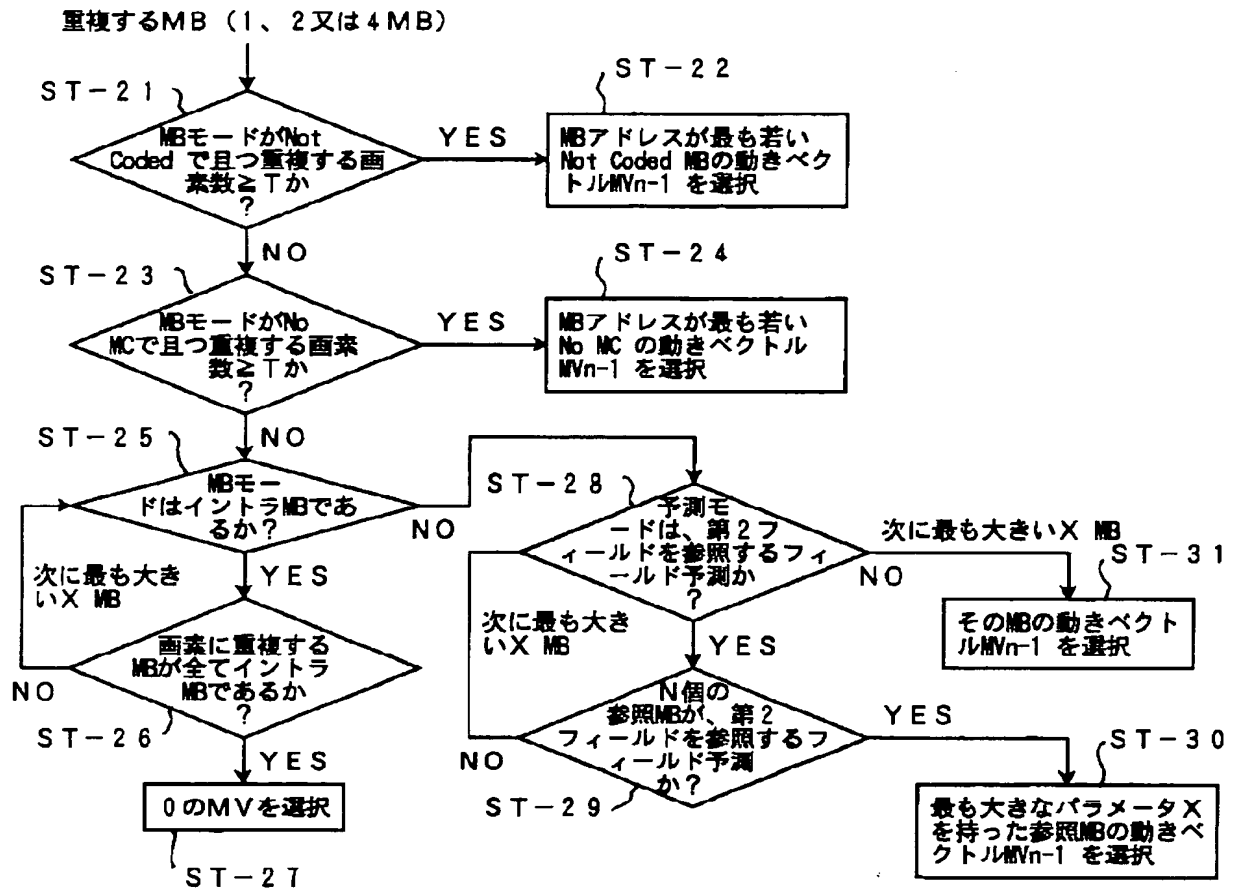 重複するMB（1、2又は4MB）
ST－21
MBモードがNot
Coded で且つ重複する画
素数≧Tか
？
YES
ST－22
MBアドレスが最も若い
Not Coded MBの動きベク
トルMVn-1 を選択
NO
ST－23
MBモードがNo
MCで且つ重複する画素
数≧Tか
？
YES
ST－24
MBアドレスが最も若い
No MC の動きベクトル
MVn-1 を選択
NO
ST－25
MBモー
ドはイントラMBであ
るか？
NO
YES
次に最も大き
いX MB
画素に重複する
MBが全てイントラ
MBであるか
？
NO
ST－26
YES
0のMVを選択
ST－27
ST－28
予測モ
ードは、第2フ
ィールドを参照するフィ
ールド予測か
？
次に最も大きいX MB
NO
ST－31
そのMBの動きベクト
ルMVn-1 を選択
次に最も大き
いX MB
YES
N個の
参照MBが、第2
フィールドを参照するフ
ィールド予測
か？
NO
ST－29
YES
ST－30
最も大きなパラメータX
を持った参照MBの動きベ
クトルMVn-1 を選択